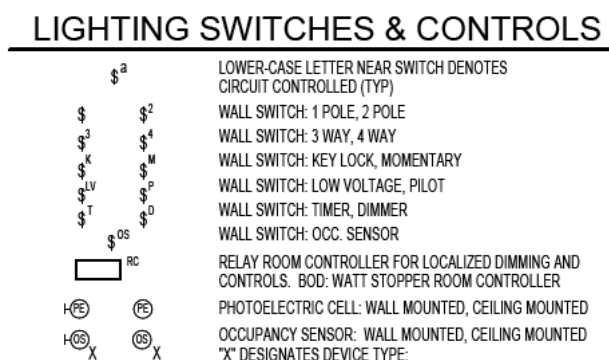 LIGHTING SWITCHES & CONTROLS
$a LOWER-CASE LETTER NEAR SWITCH DENOTES
CIRCUIT CONTROLLED (TYP)
$ $2 WALL SWITCH: 1 POLE, 2 POLE
$3 $4 WALL SWITCH: 3 WAY, 4 WAY
$K $M WALL SWITCH: KEY LOCK, MOMENTARY
$LV $P WALL SWITCH: LOW VOLTAGE, PILOT
$T $D WALL SWITCH: TIMER, DIMMER
$OS WALL SWITCH: OCC. SENSOR
RC RELAY ROOM CONTROLLER FOR LOCALIZED DIMMING AND
CONTROLS. BOD: WATT STOPPER ROOM CONTROLLER
PE PE PHOTOELECTRIC CELL: WALL MOUNTED, CEILING MOUNTED
OS X OS X OCCUPANCY SENSOR: WALL MOUNTED, CEILING MOUNTED
"X" DESIGNATES DEVICE TYPE: